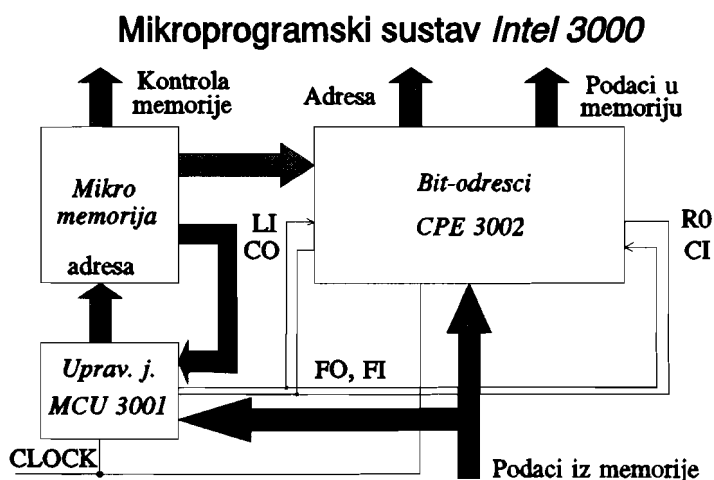 Mikroprogramski sustav Intel 3000
Kontrola
memorije
Adresa
Podaci u
memoriju
Mikro
memorija
adresa
Bit-odresci
CPE 3002
LI
CO
R0
CI
Uprav. j.
MCU 3001
FO, FI
CLOCK
Podaci iz memorije